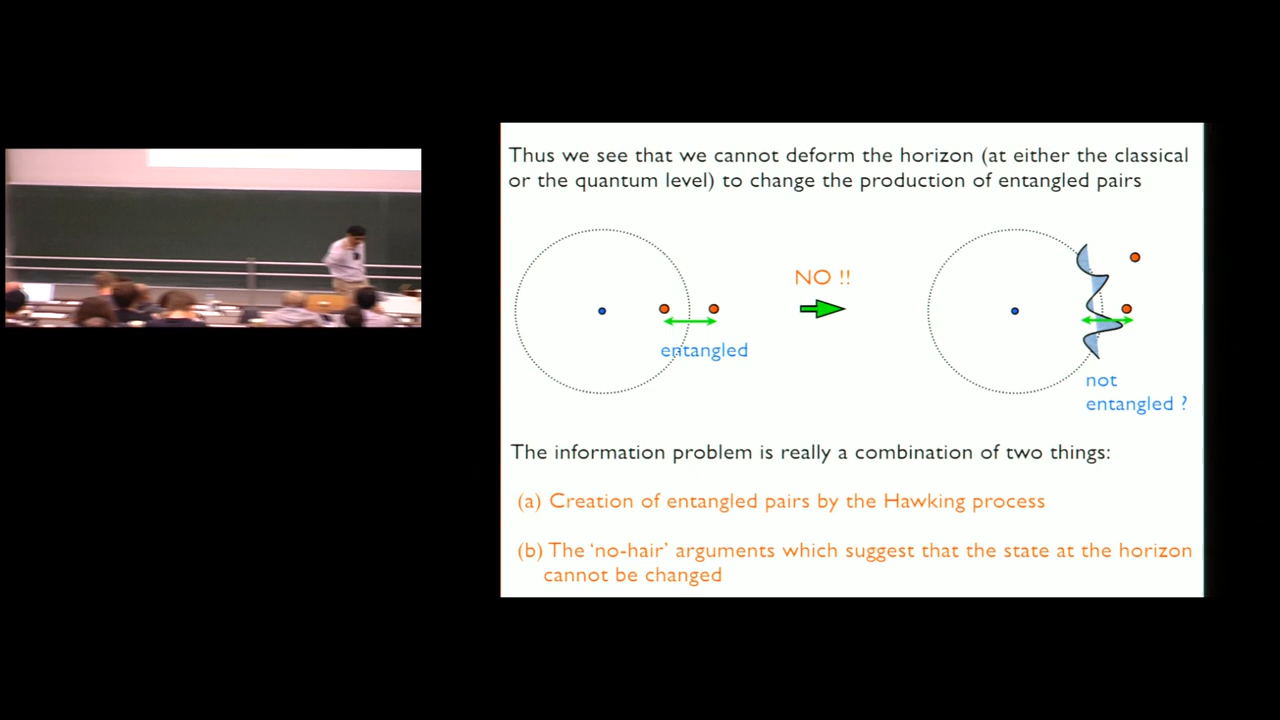 Thus we see that we cannot deform the horizon (at either the classical
or the quantum level) to change the production of entangled pairs
NO !!
entangled
not
entangled ?
The information problem is really a combination of two things:
(a) Creation of entangled pairs by the Hawking process
(b) The ‘no-hair’ arguments which suggest that the state at the horizon
cannot be changed